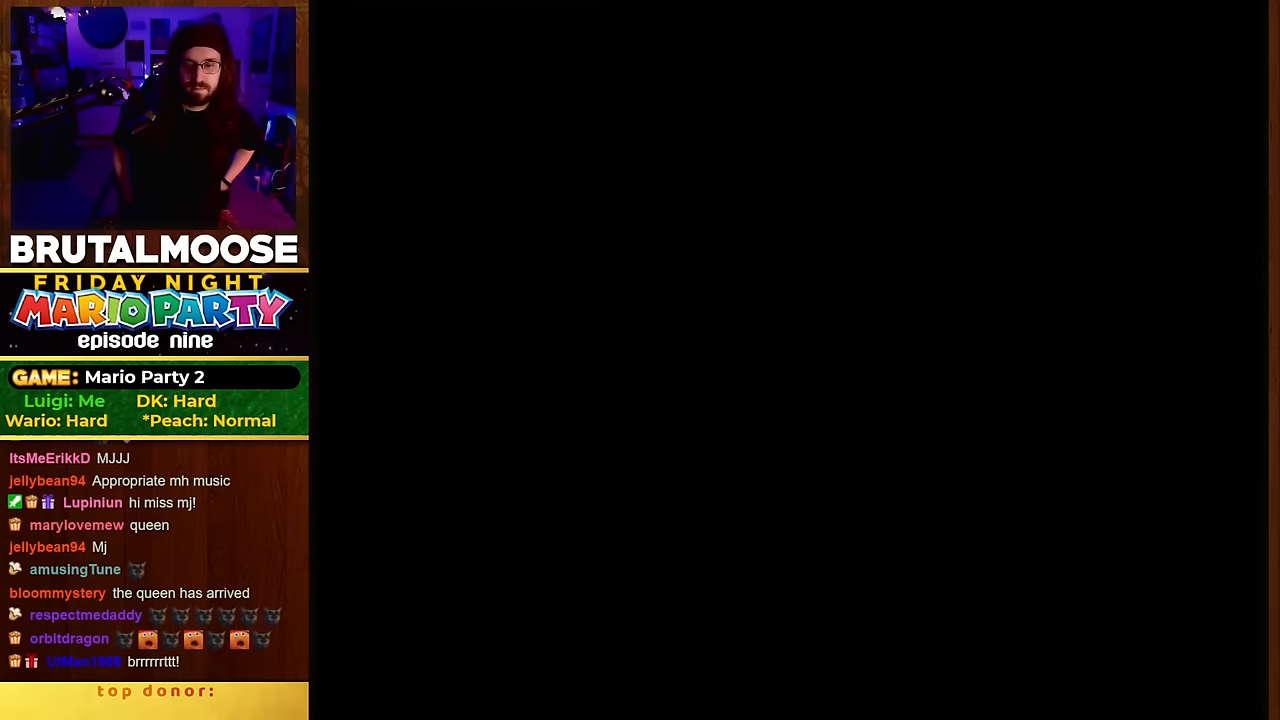 BRUTALMOOSE
FRIDAY NIGHT
MARIO PARTY
episode nine
GAME: Mario Party 2
Luigi: Me DK: Hard
Wario: Hard *Peach: Normal
ItsMeErikkD MJJJ
jellybean94 Appropriate mh music
Lupiniun hi miss mj!
marylovemew queen
jellybean94 Mj
amusingTune
bloommystery the queen has arrived
respectmedaddy
orbitdragon
brrrrrrttt!
top donor: